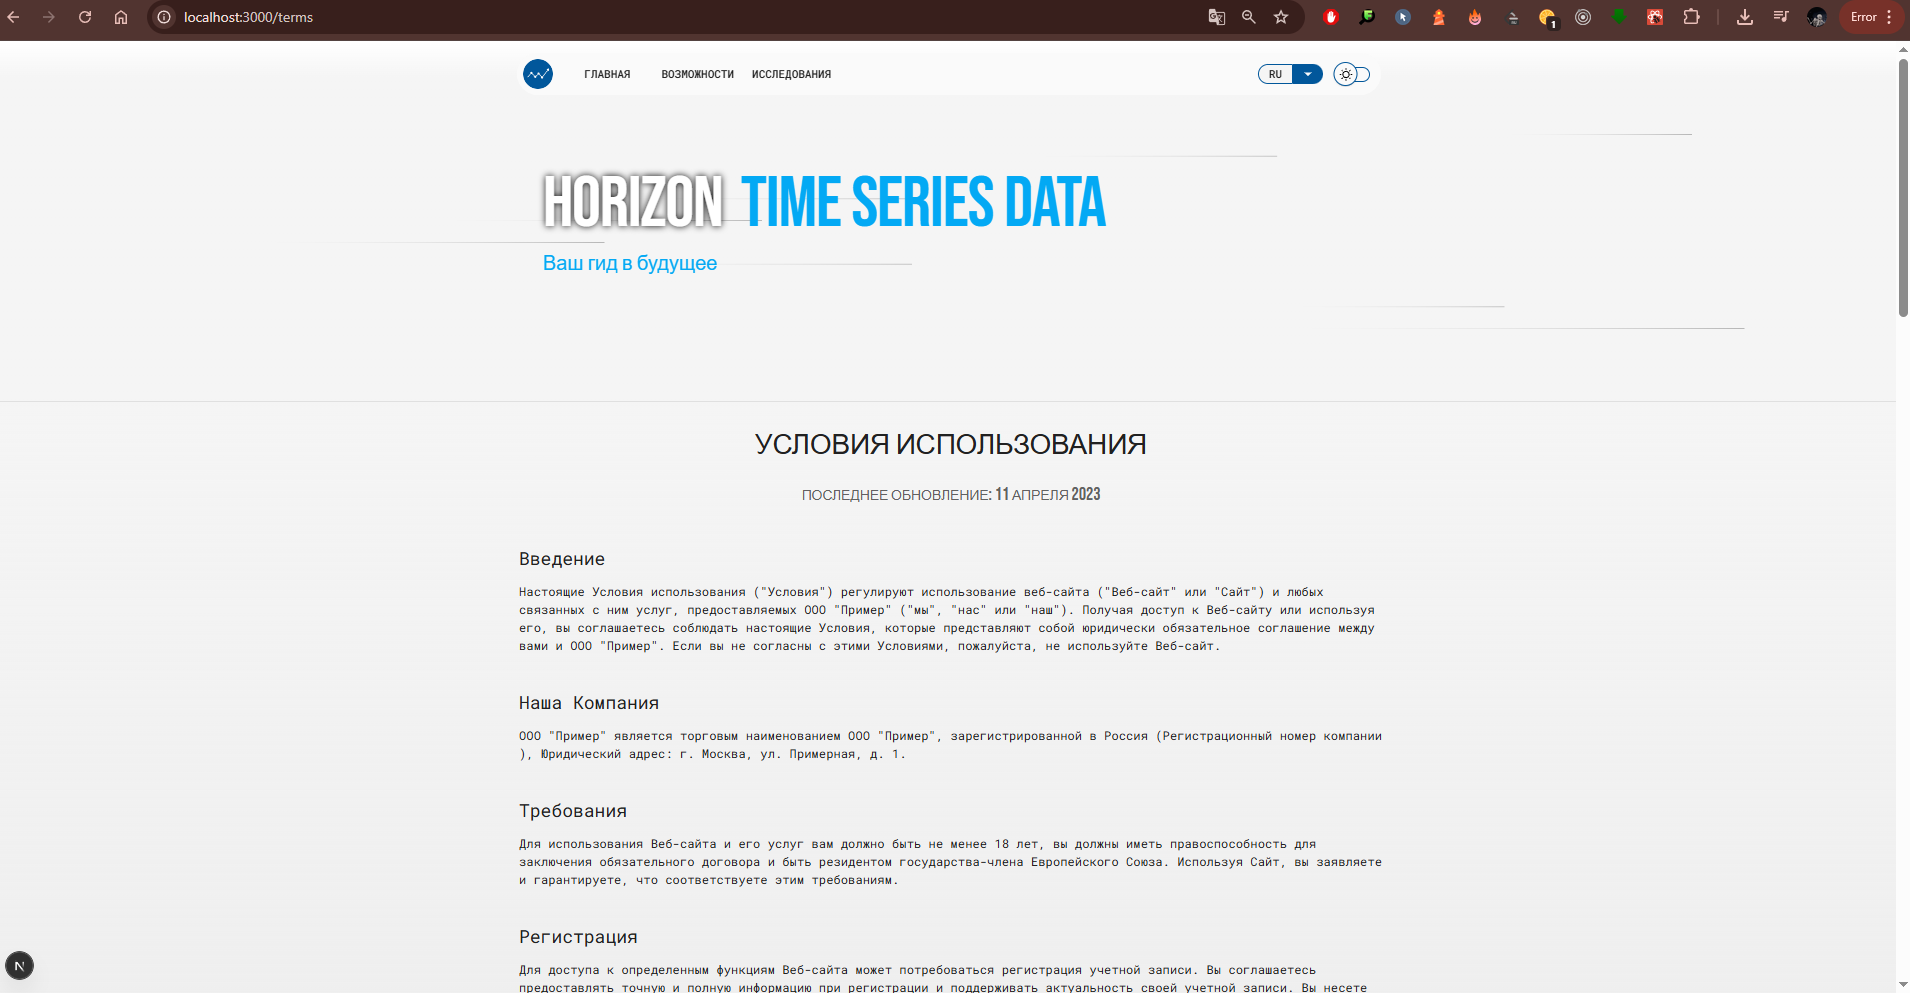 localhost:3000/terms
1
Error
ГЛАВНАЯ
ВОЗМОЖНОСТИ
ИССЛЕДОВАНИЯ
RU
HORIZON TIME SERIES DATA
Ваш гид в будущее
УСЛОВИЯ ИСПОЛЬЗОВАНИЯ
ПОСЛЕДНЕЕ ОБНОВЛЕНИЕ: 11 АПРЕЛЯ 2023
Введение
Настоящие Условия использования ("Условия") регулируют использование веб-сайта ("Веб-сайт" или "Сайт") и любых
связанных с ним услуг, предоставляемых ООО "Пример" ("мы", "нас" или "наш"). Получая доступ к Веб-сайту или используя
его, вы соглашаетесь соблюдать настоящие Условия, которые представляют собой юридически обязательное соглашение между
вами и ООО "Пример". Если вы не согласны с этими Условиями, пожалуйста, не используйте Веб-сайт.
Наша Компания
ООО "Пример" является торговым наименованием ООО "Пример", зарегистрированной в Россия (Регистрационный номер компании
), Юридический адрес: г. Москва, ул. Примерная, д. 1.
Требования
Для использования Веб-сайта и его услуг вам должно быть не менее 18 лет, вы должны иметь правоспособность для
заключения обязательного договора и быть резидентом государства-члена Европейского Союза. Используя Сайт, вы заявляете
и гарантируете, что соответствуете этим требованиям.
Регистрация
Для доступа к определенным функциям Веб-сайта может потребоваться регистрация учетной записи. Вы соглашаетесь
предоставлять точную и полную информацию при регистрации и поддерживать актуальность своей учетной записи. Вы несете
N